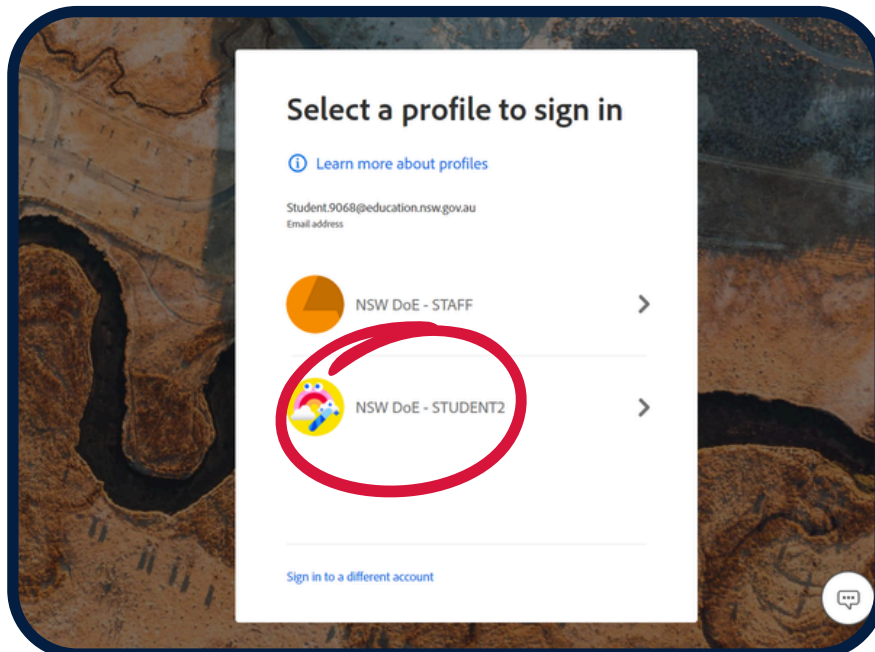 Select a profile to sign in
Learn more about profiles
Student.9068@education.nsw.gov.au
Email address
NSW DoE - STAFF
NSW DoE - STUDENT2
Sign in to a different account